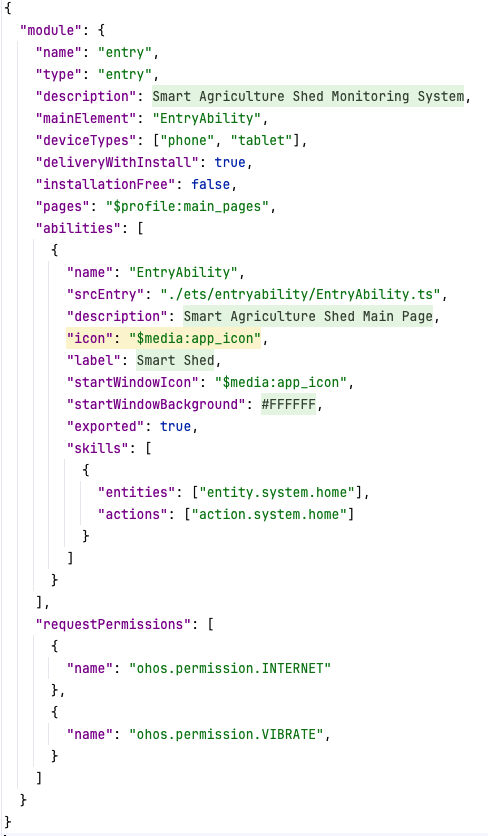 {
"module": {
"name": "entry",
"type": "entry",
"description": Smart Agriculture Shed Monitoring System,
"mainElement": "EntryAbility",
"deviceTypes": ["phone", "tablet"],
"deliveryWithInstall": true,
"installationFree": false,
"pages": "$profile:main_pages",
"abilities": [
{
"name": "EntryAbility",
"srcEntry": "./ets/entryability/EntryAbility.ts",
"description": Smart Agriculture Shed Main Page,
"icon": "$media:app_icon",
"label": Smart Shed,
"startWindowIcon": "$media:app_icon",
"startWindowBackground": #FFFFFF,
"exported": true,
"skills": [
{
"entities": ["entity.system.home"],
"actions": ["action.system.home"]
}
]
}
],
"requestPermissions": [
{
"name": "ohos.permission.INTERNET"
},
{
"name": "ohos.permission.VIBRATE",
}
]
}
}